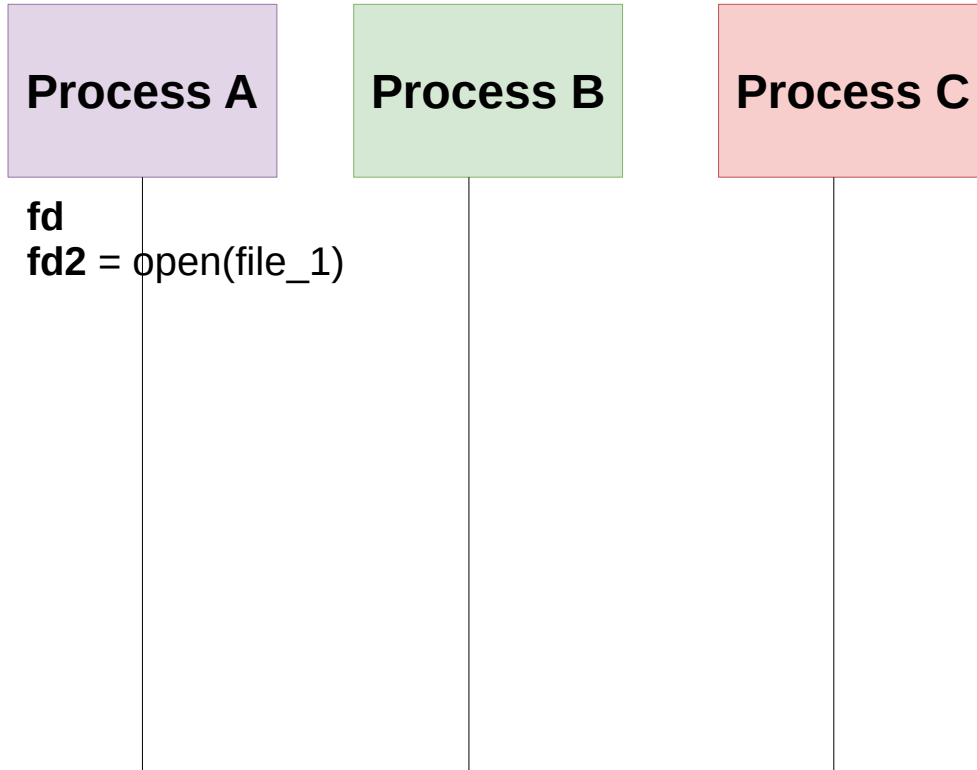 Process A
Process B
Process C
fd
fd2 = open(file_1)